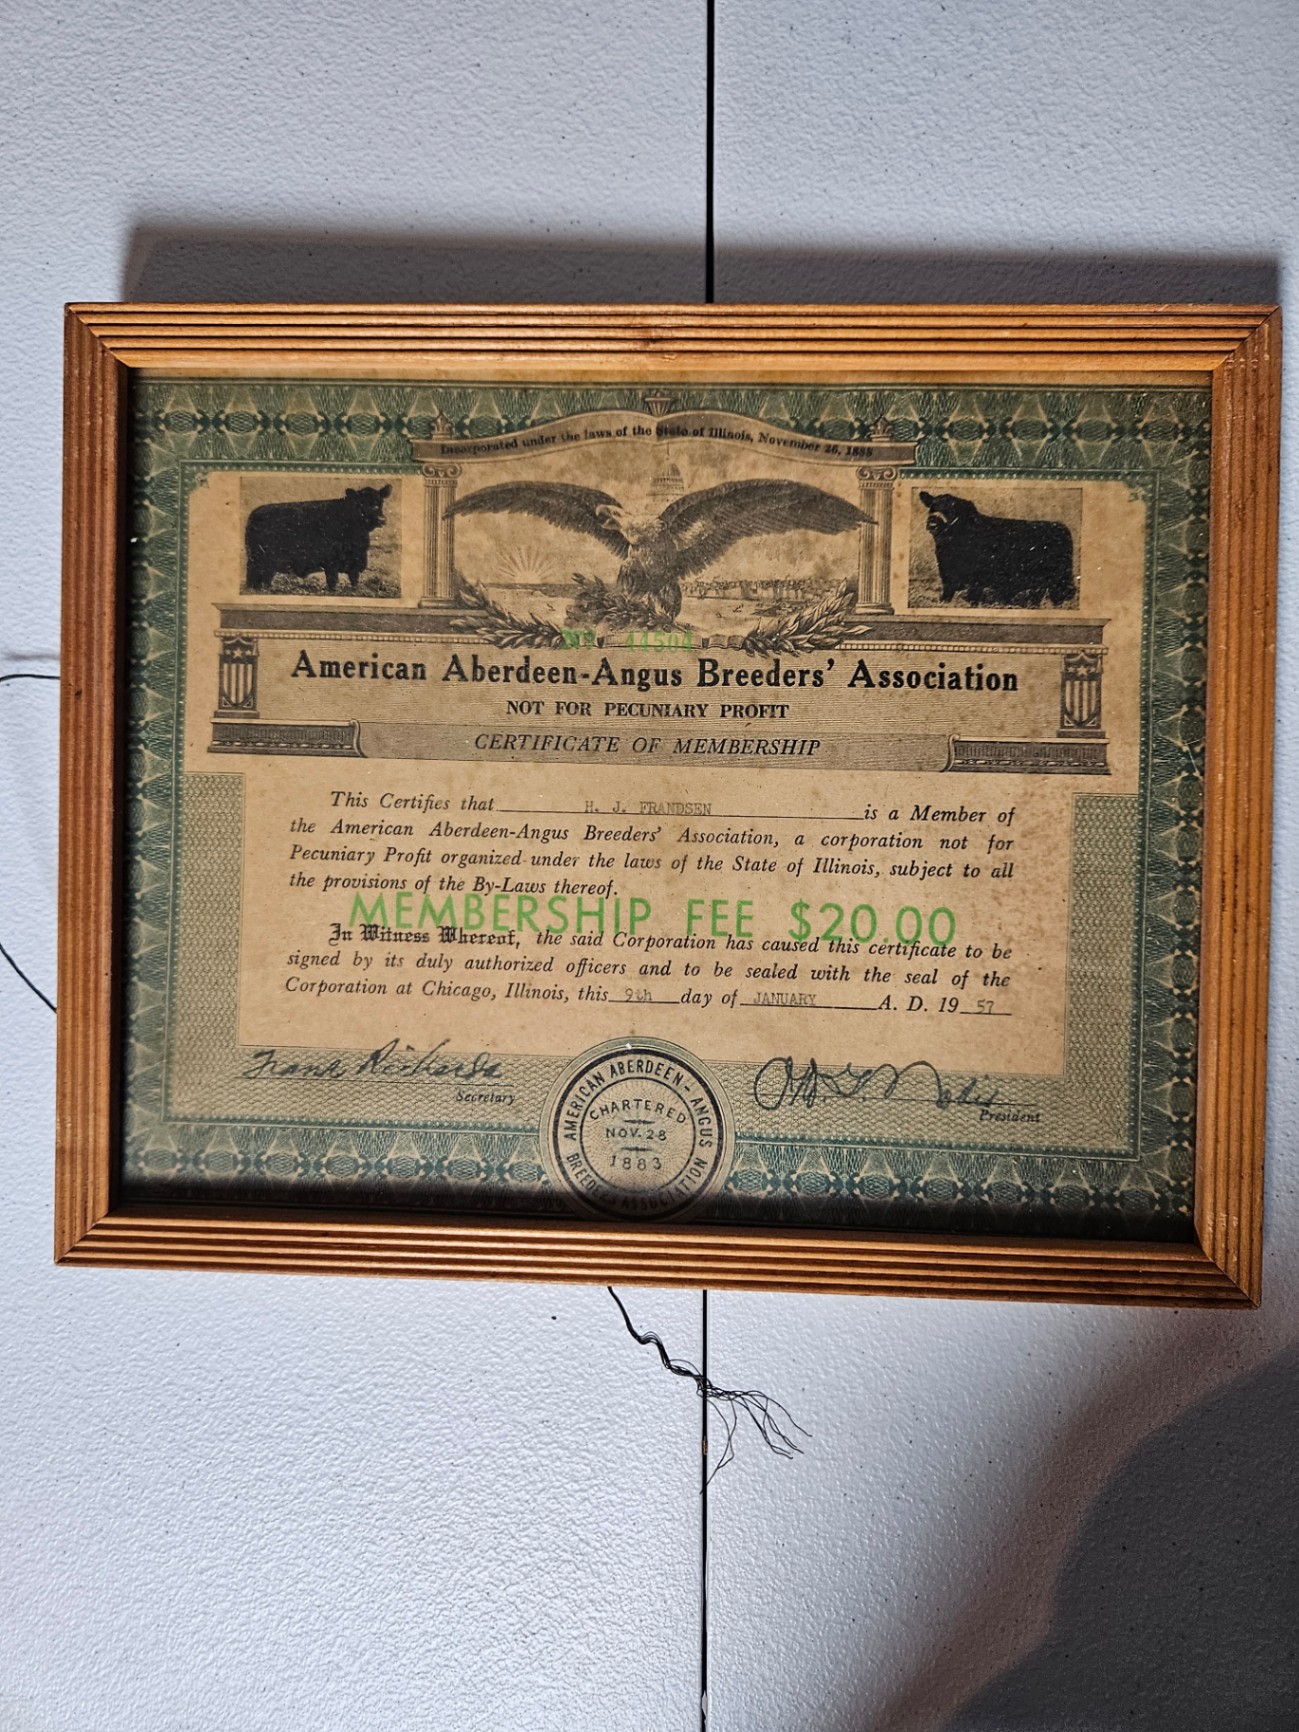 Incorporated under the laws of the State of Illinois, November 26, 1883
No 44504
American Aberdeen-Angus Breeders' Association
NOT FOR PECUNIARY PROFIT
CERTIFICATE OF MEMBERSHIP
This Certifies that H. J. FRANDSEN is a Member of
the American Aberdeen-Angus Breeders' Association, a corporation not for
Pecuniary Profit organized under the laws of the State of Illinois, subject to all
the provisions of the By-Laws thereof.
MEMBERSHIP FEE $20.00
In Witness Whereof, the said Corporation has caused this certificate to be
signed by its duly authorized officers and to be sealed with the seal of the
Corporation at Chicago, Illinois, this 9th day of JANUARY A. D. 19 57
Frank Richards
Secretary
President
AMERICAN ABERDEEN-ANGUS
BREEDERS ASSOCIATION
CHARTERED
NOV. 28
1883